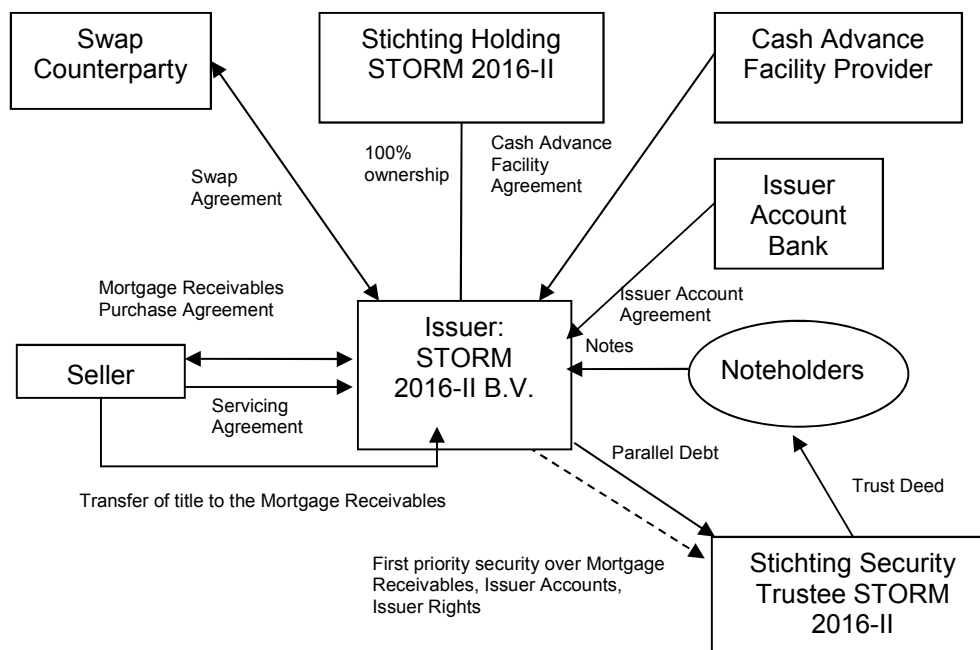 Swap
Counterparty
Stichting Holding
STORM 2016-II
Cash Advance
Facility Provider
Swap
Agreement
100%
ownership
Cash Advance
Facility
Agreement
Issuer
Account
Bank
Mortgage Receivables
Purchase Agreement
Issuer Account
Agreement
Seller
Issuer:
STORM
2016-II B.V.
Notes
Noteholders
Servicing
Agreement
Transfer of title to the Mortgage Receivables
Parallel Debt
Trust Deed
First priority security over Mortgage
Receivables, Issuer Accounts,
Issuer Rights
Stichting Security
Trustee STORM
2016-II